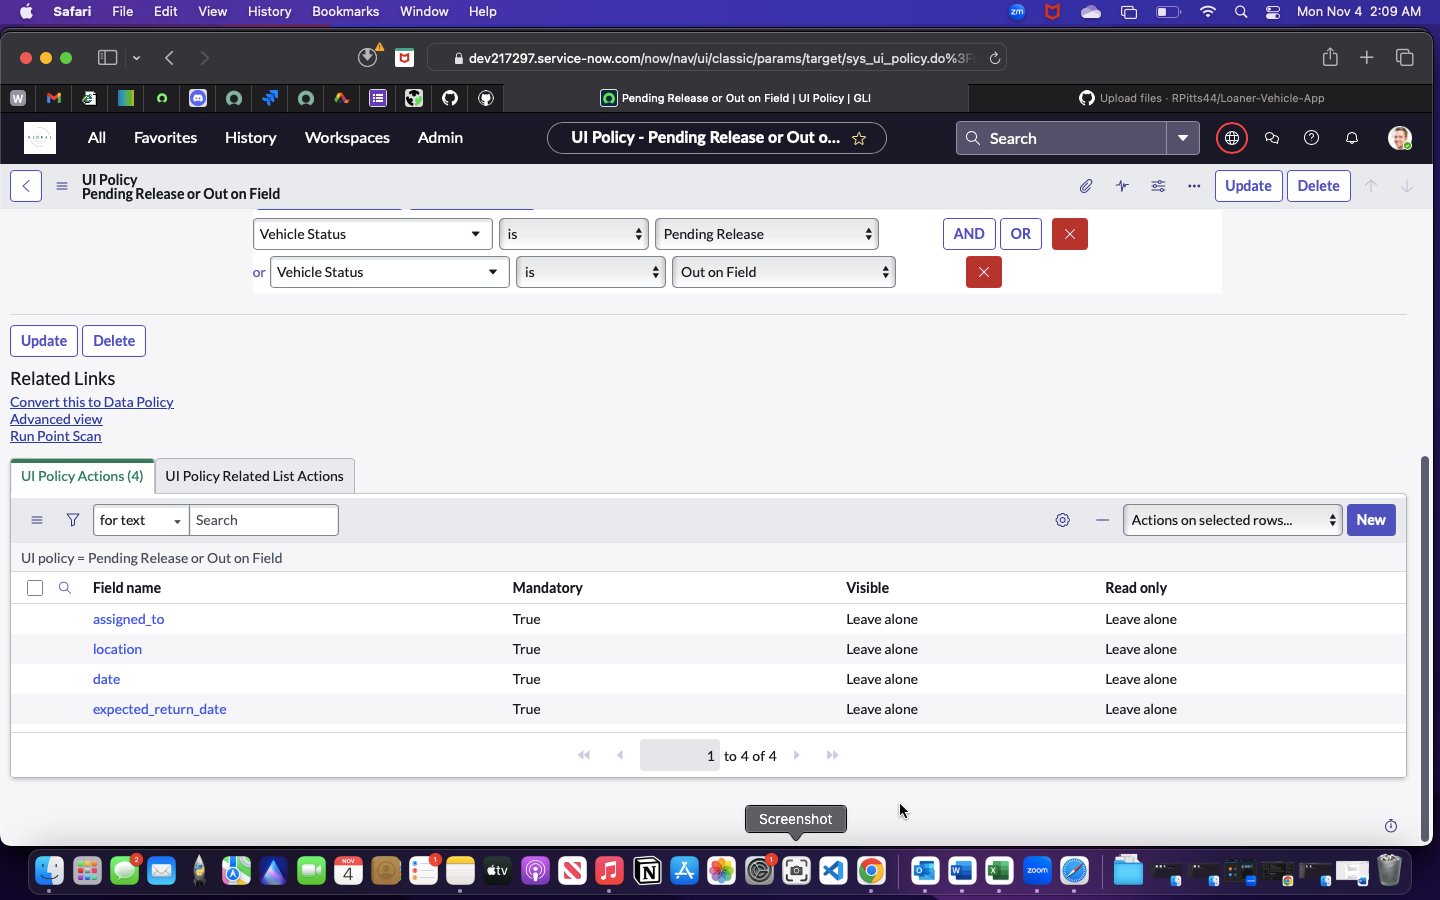 Safari File Edit View History Bookmarks Window Help zm Mon Nov 4 2:09 AM
dev217297.service-now.com/now/nav/ui/classic/params/target/sys_ui_policy.do%3F
W Pending Release or Out on Field | UI Policy | GLI Upload files · RPitts44/Loaner-Vehicle-App
All Favorites History Workspaces Admin UI Policy - Pending Release or Out o... Search
UI Policy
Pending Release or Out on Field
Update Delete
Vehicle Status is Pending Release AND OR
or Vehicle Status is Out on Field
Update Delete
Related Links
Convert this to Data Policy
Advanced view
Run Point Scan
UI Policy Actions (4) UI Policy Related List Actions
for text Search Actions on selected rows... New
UI policy = Pending Release or Out on Field
Field name Mandatory Visible Read only
assigned_to True Leave alone Leave alone
location True Leave alone Leave alone
date True Leave alone Leave alone
expected_return_date True Leave alone Leave alone
1 to 4 of 4
Screenshot
2 NOV 4 1 tv 1 zoom